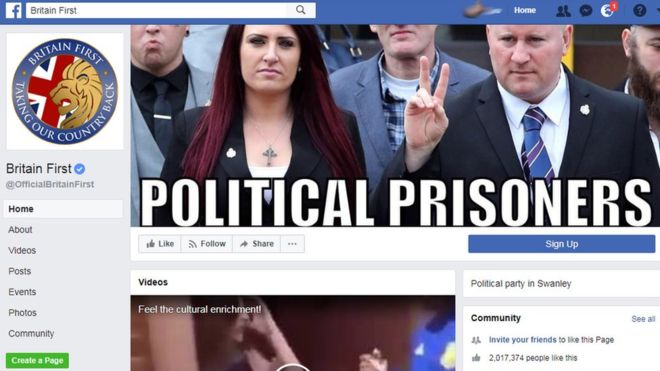 Britain First
Home
1
BRITAIN FIRST
TAKING OUR COUNTRY BACK
Britain First
@OfficialBritainFirst
Home
About
Videos
Posts
Events
Photos
Community
Create a Page
POLITICAL PRISONERS
Like Follow Share
Sign Up
Videos
Feel the cultural enrichment!
Political party in Swanley
Community See all
Invite your friends to like this Page
2,017,374 people like this